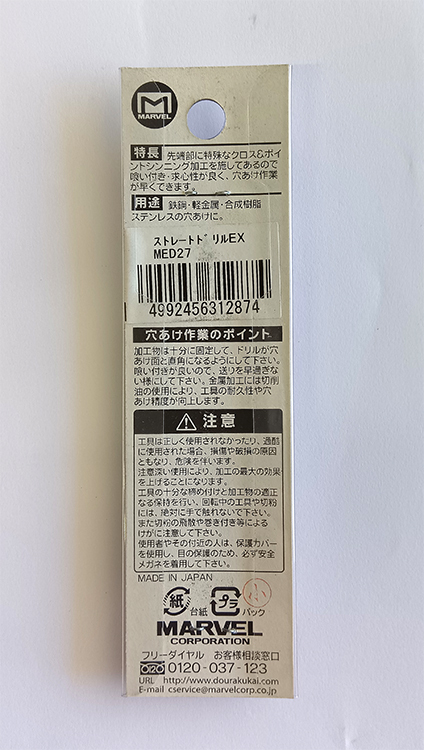 M
MARVEL
特長 先端部に特殊なクロス&ポイ
ントシンニング加工を施してあるので
喰い付き・求心性が良く、穴あけ作業
が早くできます。
用途 鉄鋼・軽金属・合成樹脂
ステンレスの穴あけに。
ストレートドリルEX
MED27
4992456312874
穴あけ作業のポイント
加工物は十分に固定して、ドリルが穴
あけ面と直角になるようにして下さい。
喰い付きが良いので、送りを早過ぎな
い様にして下さい。金属加工には切削
油の使用により、工具の耐久性や穴
あけ精度が向上します。
注意
工具は正しく使用されなかったり、過酷
に使用された場合、損傷や破損の原因
ともなり、危険を伴います。
注意深い使用により、加工の最大の効果
を上げることになります。
工具の十分な締め付けと加工物の適正
なる保持を行い、回転中の工具や切粉
には、絶対に手で触れないで下さい。
また切粉の飛散や巻き付き等による
けがに注意して下さい。
使用者やその付近の人は、保護カバー
を使用し、目の保護のため、必ず安全
メガネを着用して下さい。
MADE IN JAPAN
小
紙 台紙 プラ パック
MARVEL
CORPORATION
フリーダイヤル お客様相談窓口
0120-037-123
URL http://www.dourakukai.com
E-mail cservice@marvelcorp.co.jp